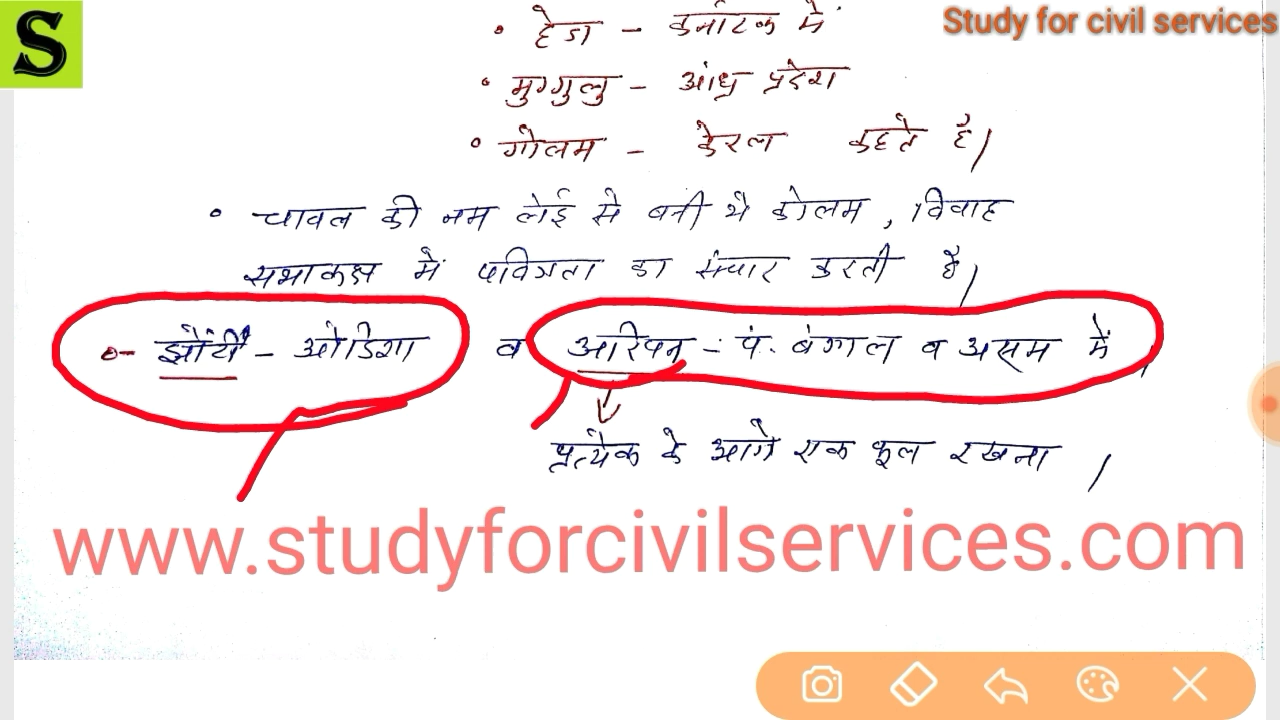 S
Study for civil services
• हेजा - कर्नाटक में
• मुग्गुलु - आंध्र प्रदेश
• गोलम - केरल कहते है।
• चावल की नम लेई से बनी ये कोलम, विवाह
सभाकक्ष में पवित्रता का संचार करती है।
झोंटी - ओडिशा व अरिपन - पं. बंगाल व असम में
प्रत्येक के आगे एक फूल रखना।
www.studyforcivilservices.com